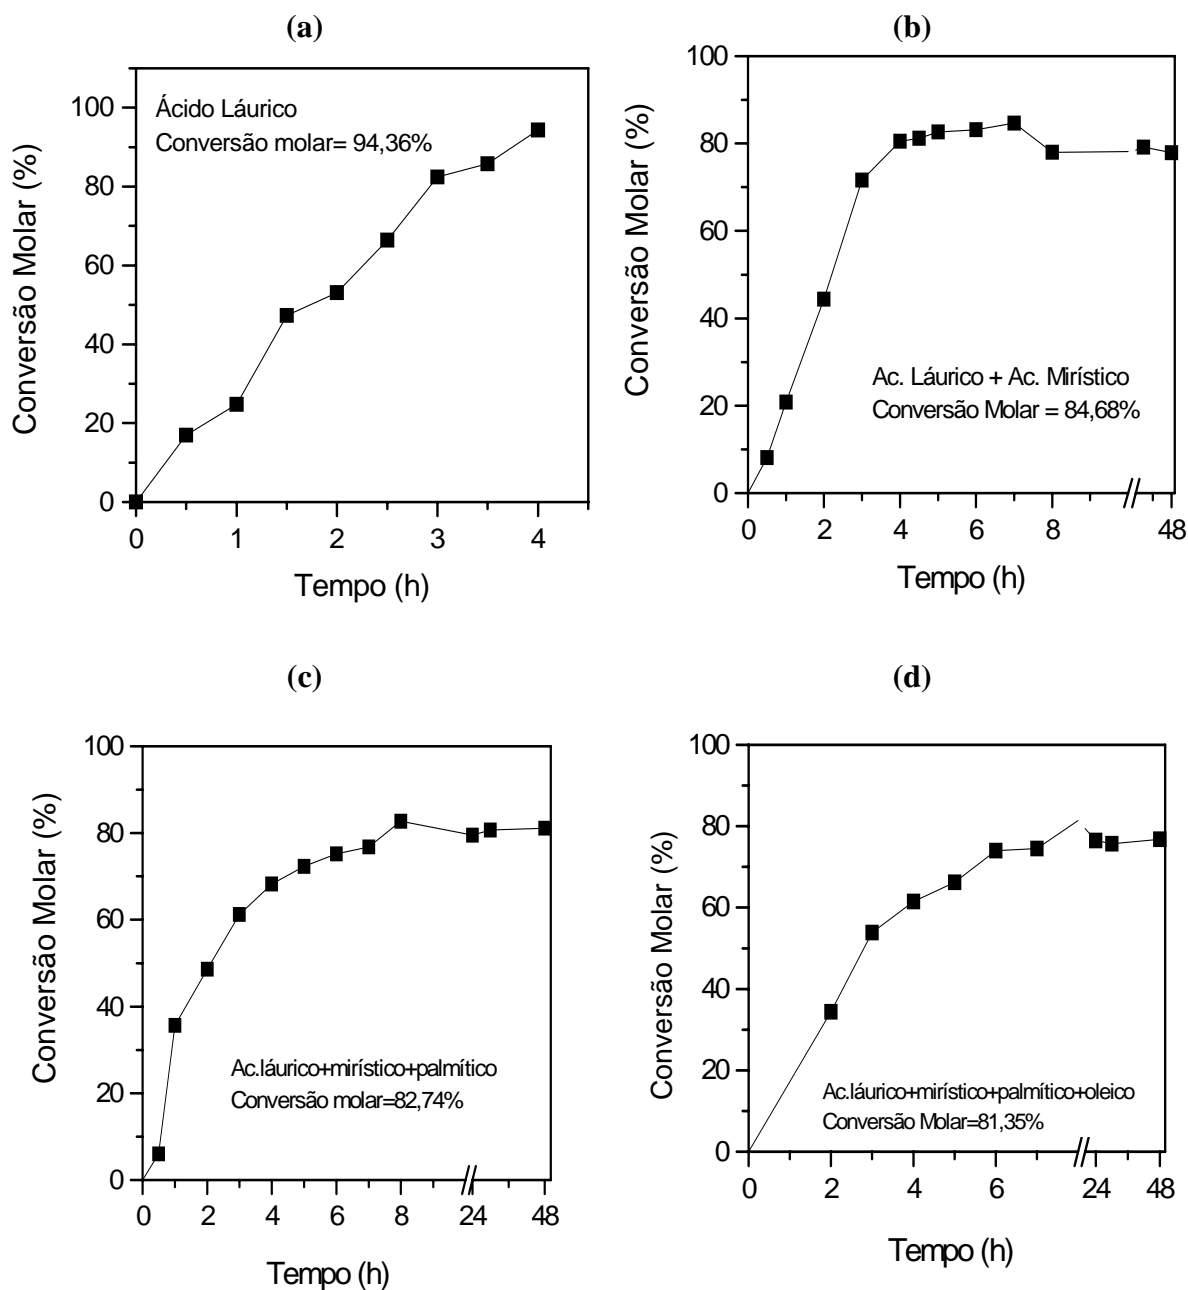 (a)
Ácido Láurico
Conversão molar= 94,36%
100
80
60
40
20
0
Conversão Molar (%)
0 1 2 3 4
Tempo (h)
(b)
100
80
60
40
20
0
Conversão Molar (%)
Ac. Láurico + Ac. Mirístico
Conversão Molar = 84,68%
0 2 4 6 8 48
Tempo (h)
(c)
100
80
60
40
20
0
Conversão Molar (%)
Ac.láurico+mirístico+palmítico
Conversão molar=82,74%
0 2 4 6 8 24 48
Tempo (h)
(d)
100
80
60
40
20
0
Conversão Molar (%)
Ac.láurico+mirístico+palmítico+oleico
Conversão Molar=81,35%
0 2 4 6 24 48
Tempo (h)